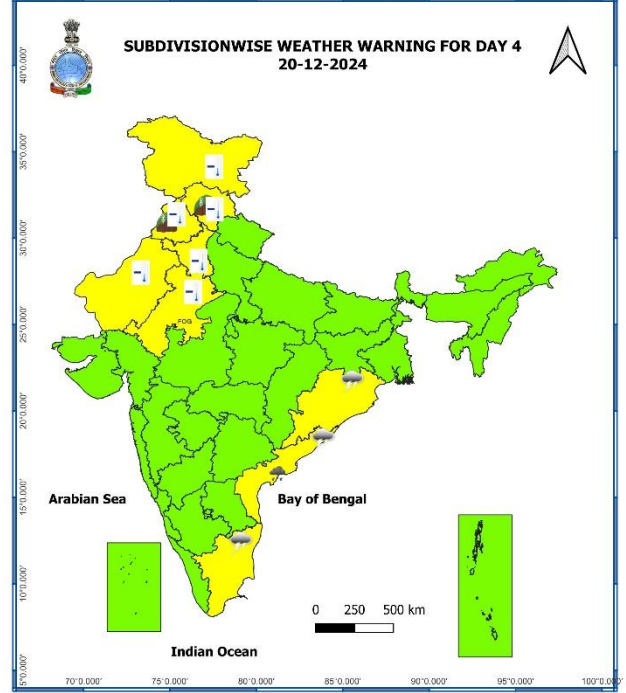 SUBDIVISIONWISE WEATHER WARNING FOR DAY 4
20-12-2024
40°0.000'
35°0.000'
30°0.000'
25°0.000'
20°0.000'
15°0.000'
10°0.000'
5°0.000'
FOG
Arabian Sea
Bay of Bengal
0 250 500 km
Indian Ocean
70°0.000' 75°0.000' 80°0.000' 85°0.000' 90°0.000' 95°0.000' 100°0.000'